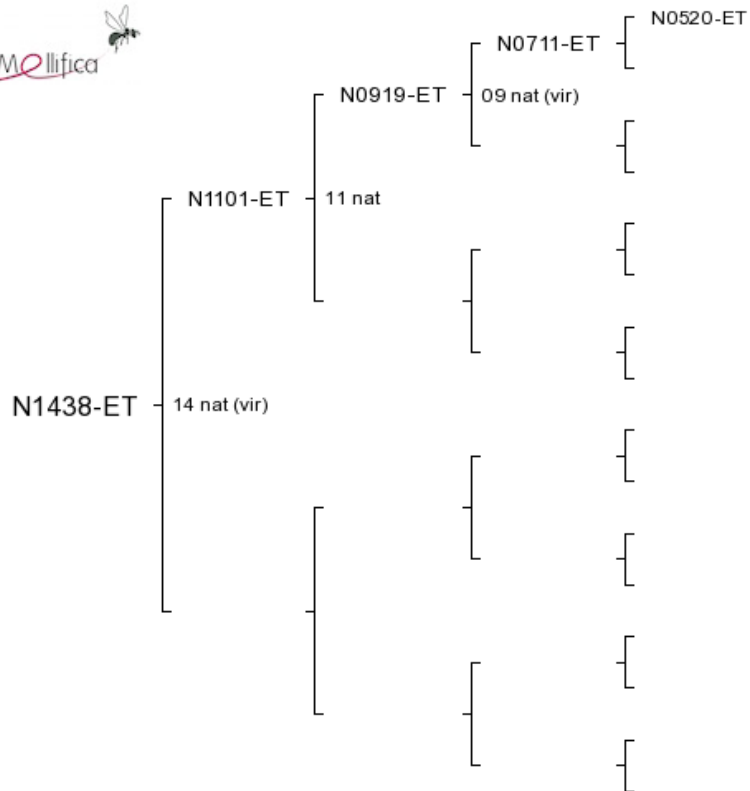 Mellifica
N0520-ET
N0711-ET
N0919-ET
09 nat (vir)
N1101-ET
11 nat
N1438-ET
14 nat (vir)